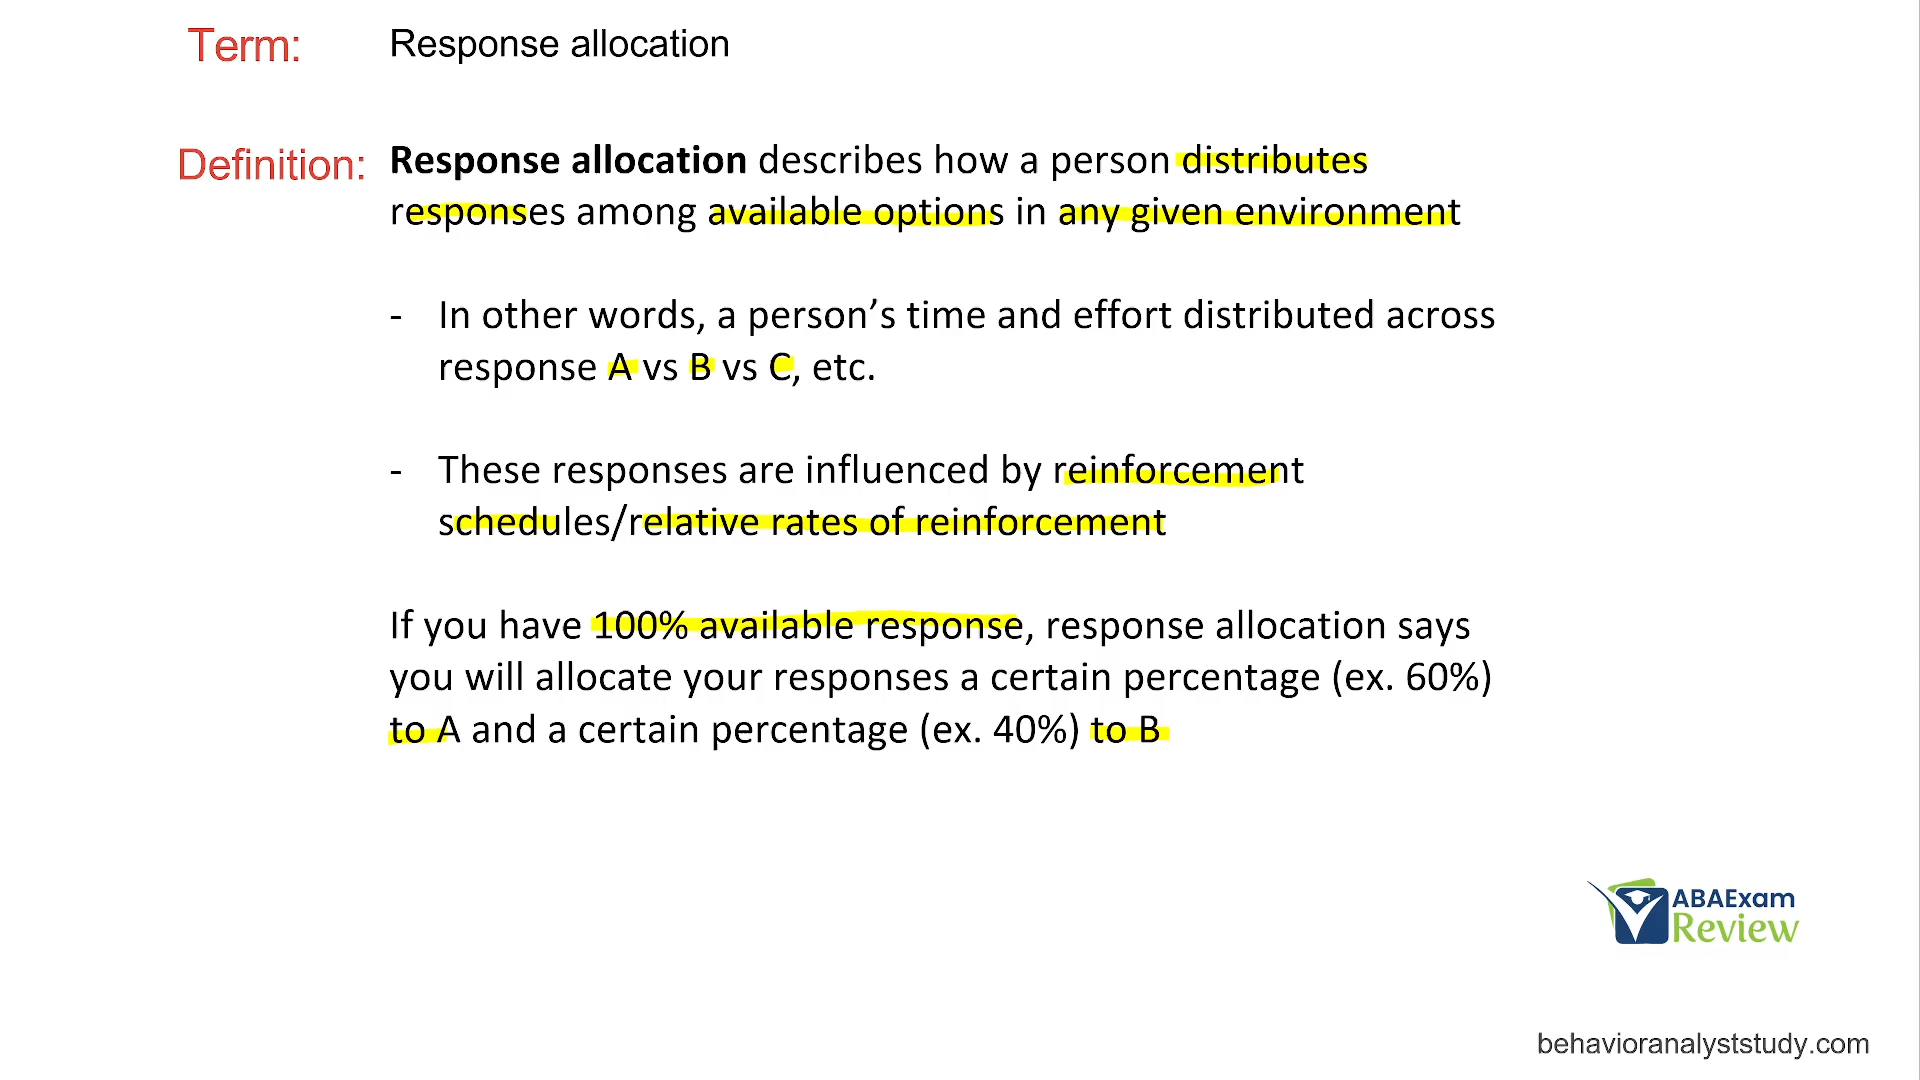 Term: Response allocation
Definition: Response allocation describes how a person distributes
responses among available options in any given environment
- In other words, a person’s time and effort distributed across
response A vs B vs C, etc.
- These responses are influenced by reinforcement
schedules/relative rates of reinforcement
If you have 100% available response, response allocation says
you will allocate your responses a certain percentage (ex. 60%)
to A and a certain percentage (ex. 40%) to B
ABAExam
Review
behavioranalyststudy.com